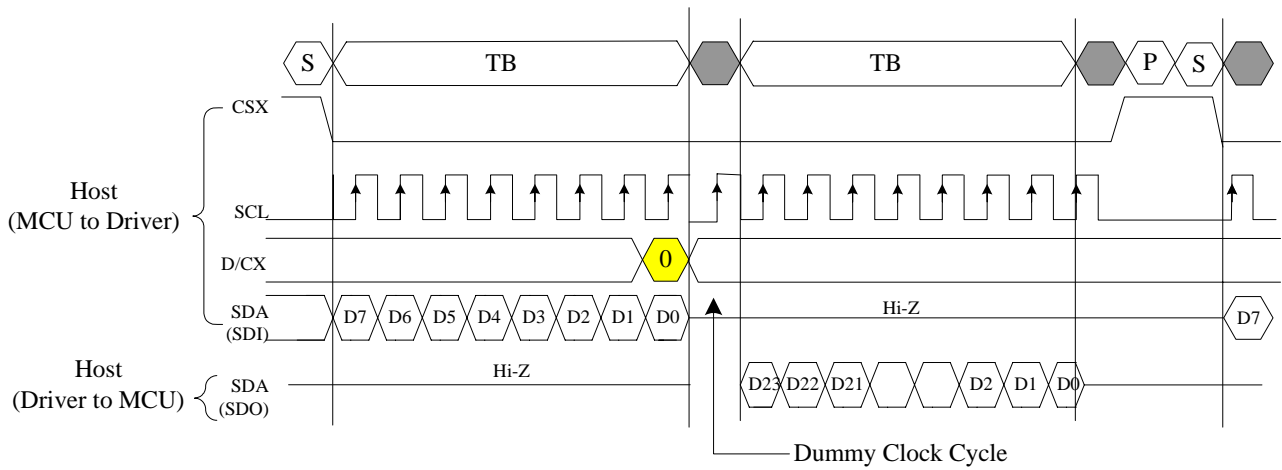 S TB TB P S
CSX
Host
(MCU to Driver)
SCL
D/CX 0
SDA
(SDI)
D7 D6 D5 D4 D3 D2 D1 D0 Hi-Z D7
Host
(Driver to MCU)
SDA
(SDO)
Hi-Z D23 D22 D21 D2 D1 D0
Dummy Clock Cycle